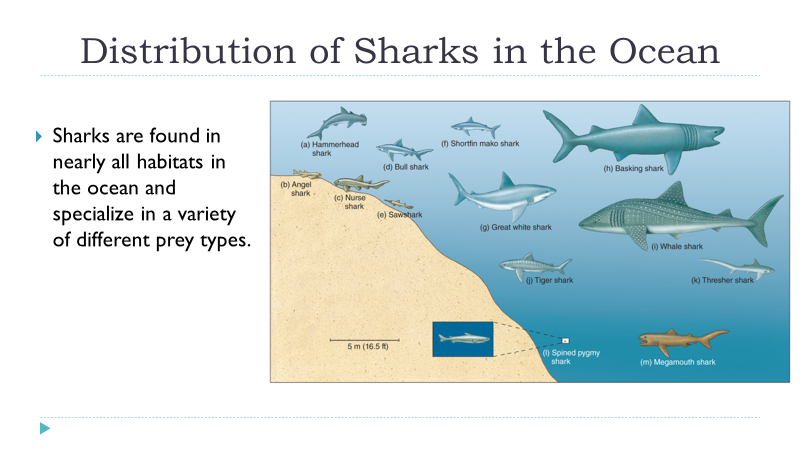 Distribution of Sharks in the Ocean
Sharks are found in
nearly all habitats in
the ocean and
specialize in a variety
of different prey types.
(a) Hammerhead
shark
(f) Shortfin mako shark
(d) Bull shark
(h) Basking shark
(b) Angel
shark
(c) Nurse
shark
(e) Sawshark
(g) Great white shark
(i) Whale shark
(j) Tiger shark
(k) Thresher shark
5 m (16.5 ft)
(l) Spined pygmy
shark
(m) Megamouth shark